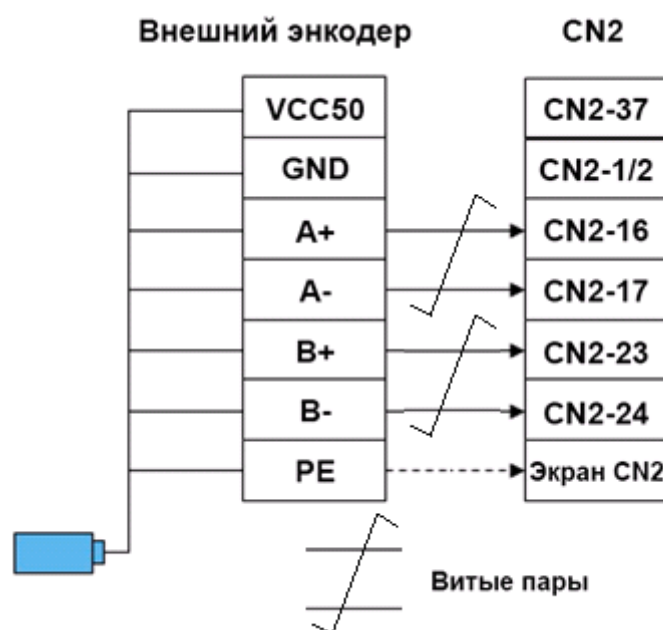 Внешний энкодер CN2
VCC50 CN2-37
GND CN2-1/2
A+ CN2-16
A- CN2-17
B+ CN2-23
B- CN2-24
PE Экран CN2
Витые пары